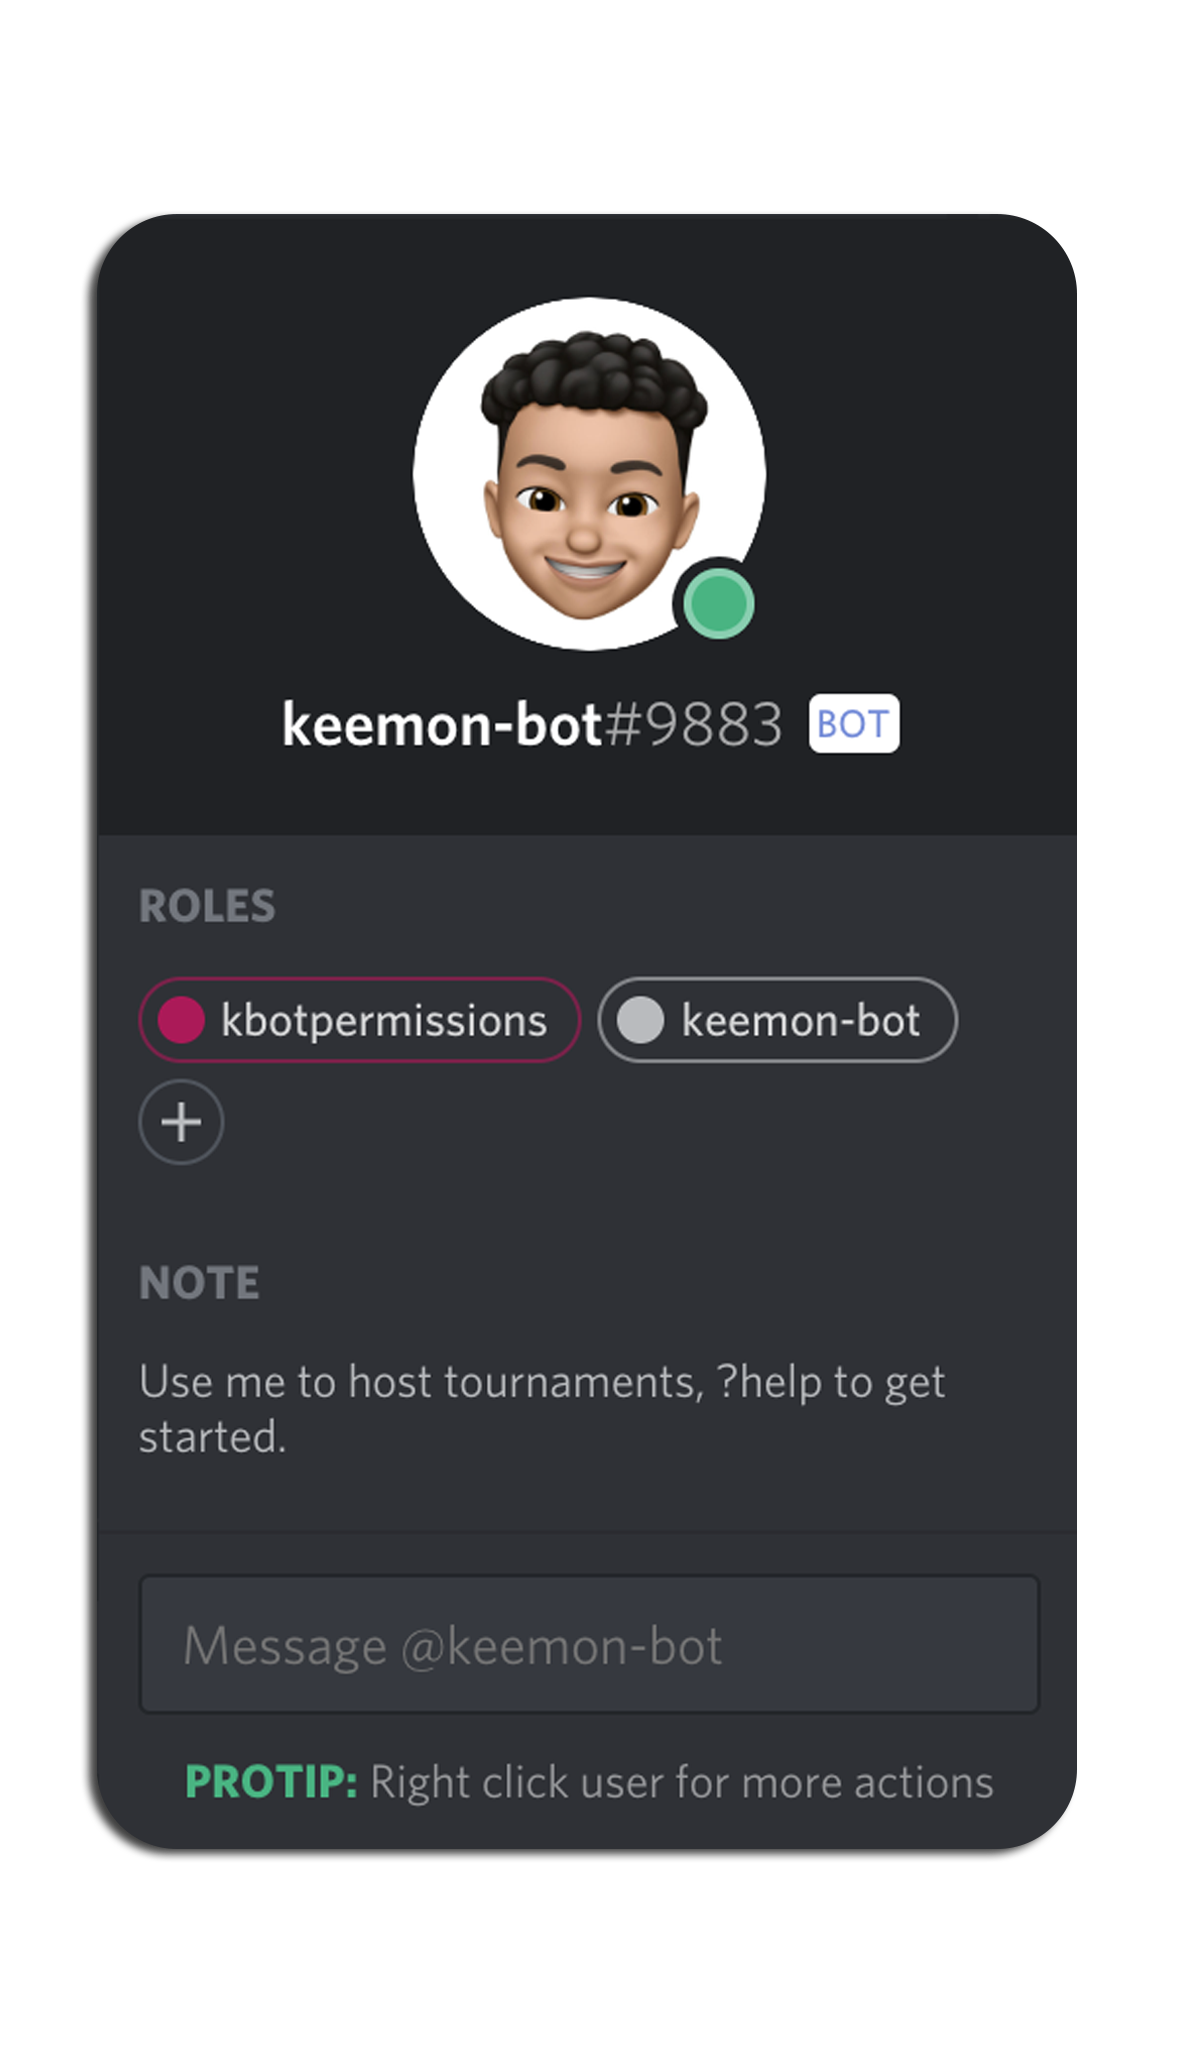 keemon-bot#9883 BOT
ROLES
kbotpermissions keemon-bot
+
NOTE
Use me to host tournaments, ?help to get
started.
Message @keemon-bot
PROTIP: Right click user for more actions